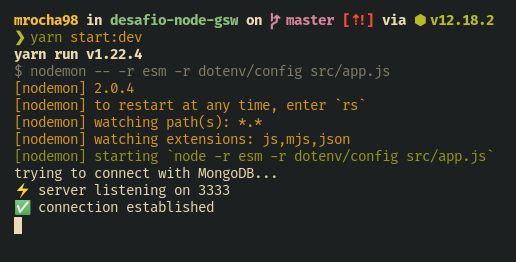 mrocha98 in desafio-node-gsw on master [⇡!] via ⬢ v12.18.2
❯ yarn start:dev
yarn run v1.22.4
$ nodemon -- -r esm -r dotenv/config src/app.js
[nodemon] 2.0.4
[nodemon] to restart at any time, enter `rs`
[nodemon] watching path(s): *.*
[nodemon] watching extensions: js,mjs,json
[nodemon] starting `node -r esm -r dotenv/config src/app.js`
trying to connect with MongoDB...
⚡ server listening on 3333
✅ connection established